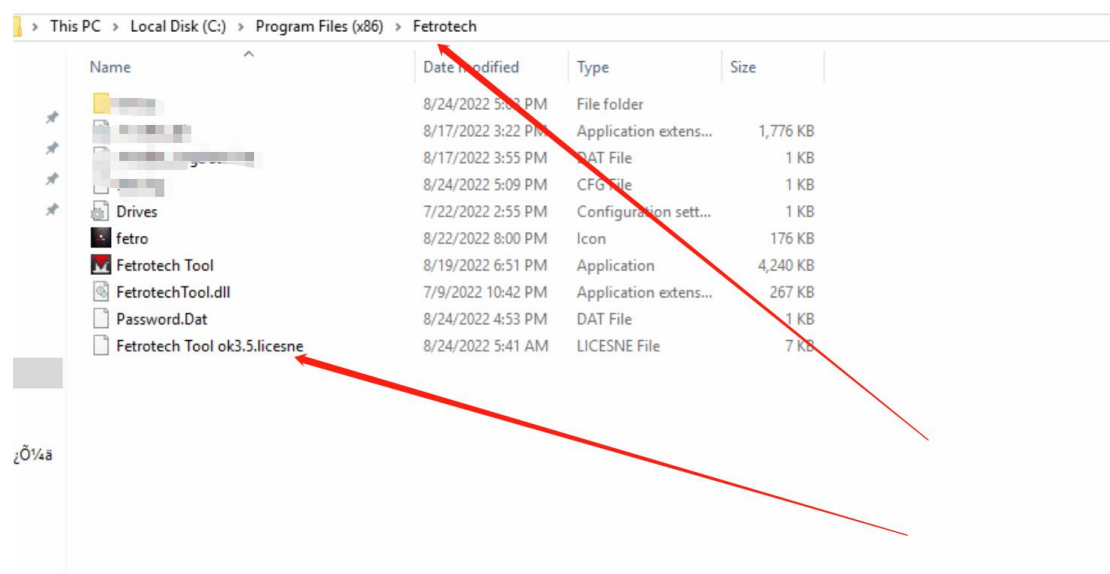 This PC > Local Disk (C:) > Program Files (x86) > Fetrotech
Name Date modified Type Size
8/24/2022 5:03 PM File folder
8/17/2022 3:22 PM Application extens... 1,776 KB
8/17/2022 3:55 PM DAT File 1 KB
8/24/2022 5:09 PM CFG File 1 KB
Drives 7/22/2022 2:55 PM Configuration sett... 1 KB
fetro 8/22/2022 8:00 PM Icon 176 KB
Fetrotech Tool 8/19/2022 6:51 PM Application 4,240 KB
FetrotechTool.dll 7/9/2022 10:42 PM Application extens... 267 KB
Password.Dat 8/24/2022 4:53 PM DAT File 1 KB
Fetrotech Tool ok3.5.licesne 8/24/2022 5:41 AM LICESNE File 7 KB
¿Õ¼ä